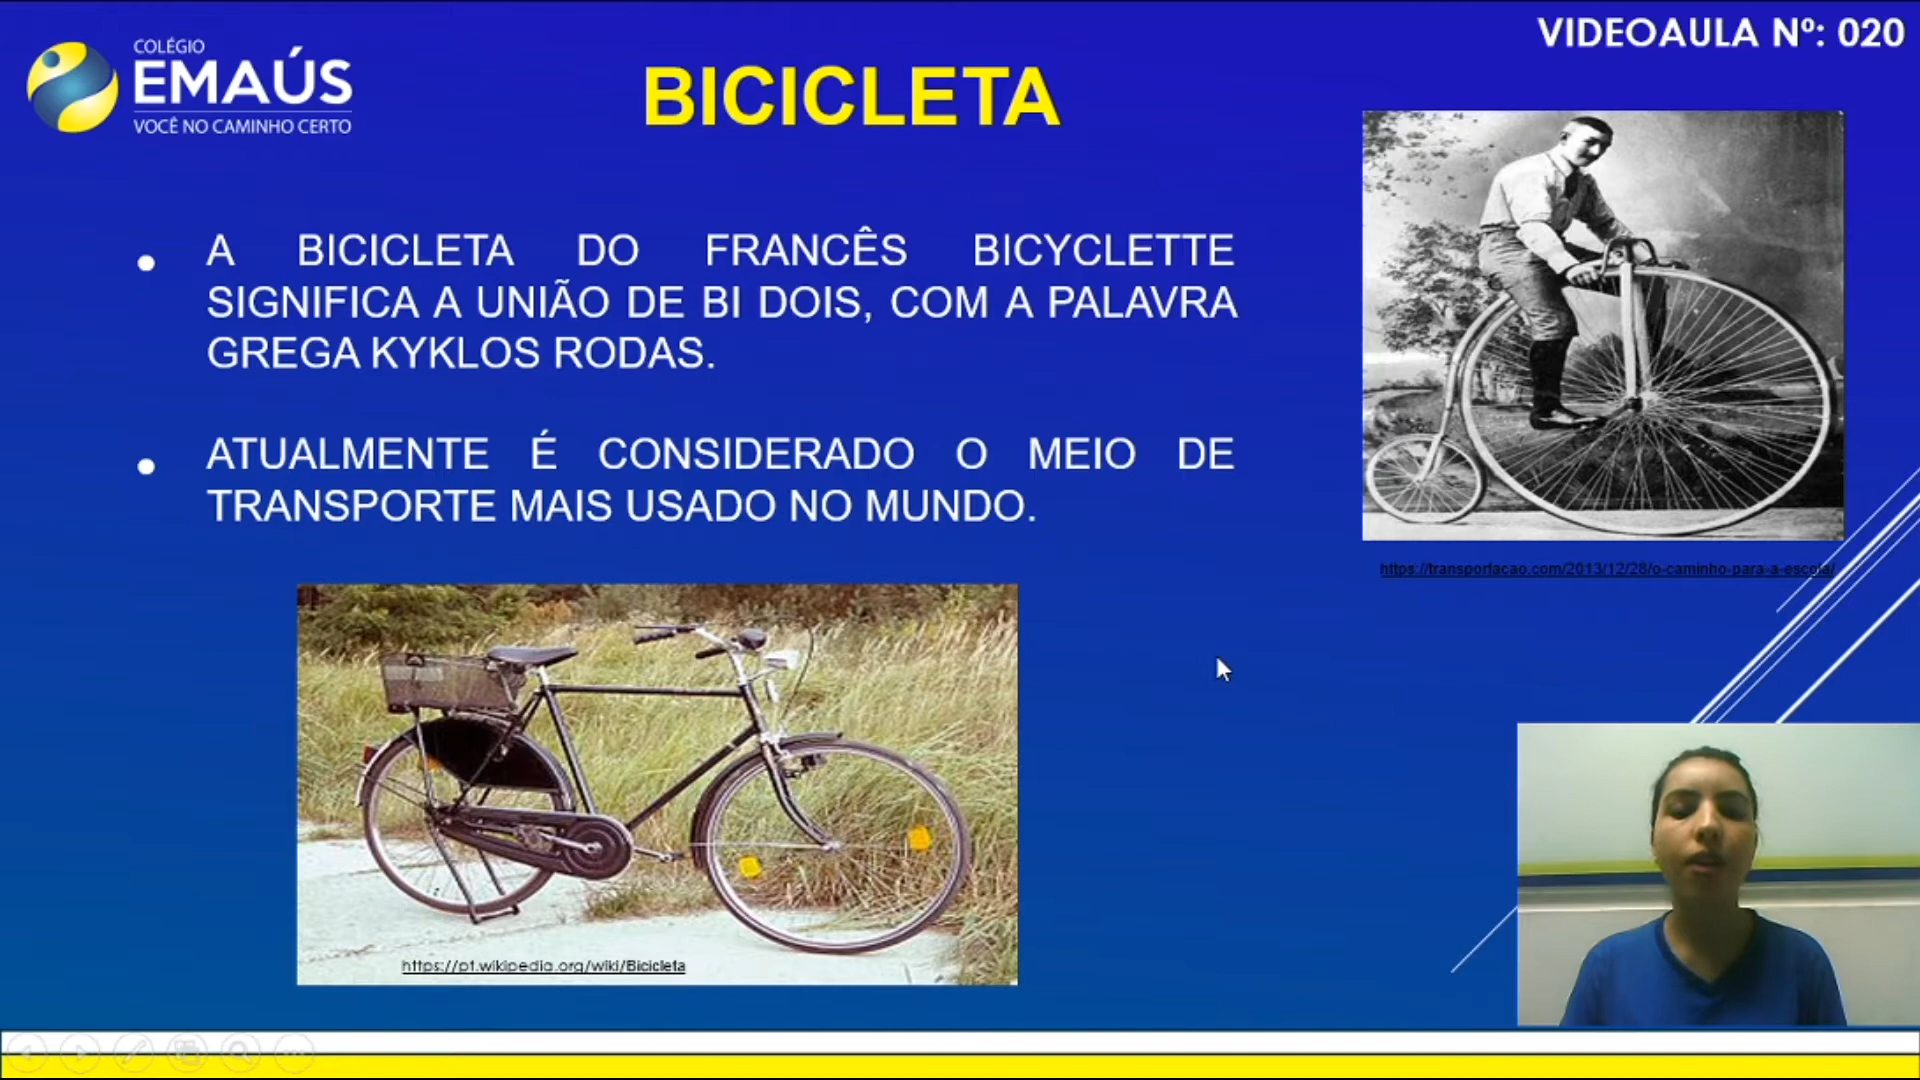 VIDEOAULA Nº: 020
COLÉGIO
EMAÚS
VOCÊ NO CAMINHO CERTO
BICICLETA
A BICICLETA DO FRANCÊS BICYCLETTE
SIGNIFICA A UNIÃO DE BI DOIS, COM A PALAVRA
GREGA KYKLOS RODAS.
ATUALMENTE É CONSIDERADO O MEIO DE
TRANSPORTE MAIS USADO NO MUNDO.
https://transportacao.com/2013/12/28/o-caminho-para-a-escola/
https://pt.wikipedia.org/wiki/Bicicleta